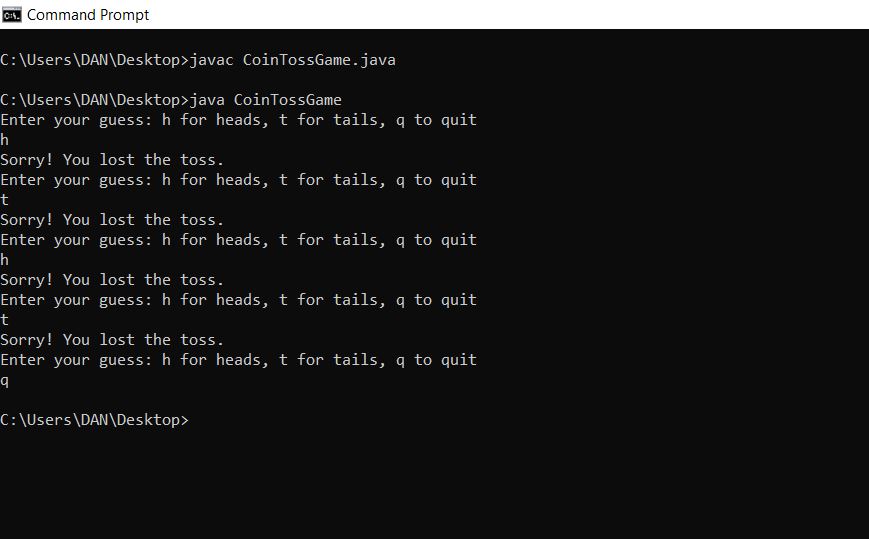 Command Prompt
C:\Users\DAN\Desktop>javac CoinTossGame.java
C:\Users\DAN\Desktop>java CoinTossGame
Enter your guess: h for heads, t for tails, q to quit
h
Sorry! You lost the toss.
Enter your guess: h for heads, t for tails, q to quit
t
Sorry! You lost the toss.
Enter your guess: h for heads, t for tails, q to quit
h
Sorry! You lost the toss.
Enter your guess: h for heads, t for tails, q to quit
t
Sorry! You lost the toss.
Enter your guess: h for heads, t for tails, q to quit
q
C:\Users\DAN\Desktop>